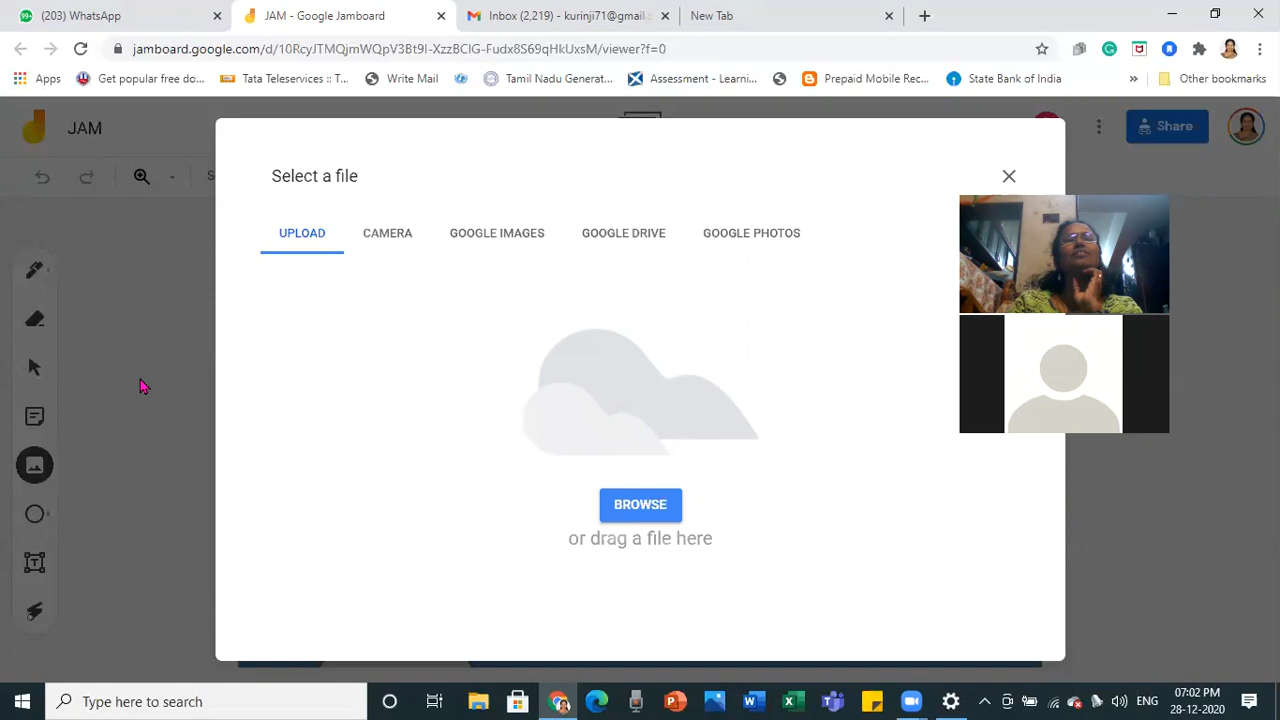 (203) WhatsApp
JAM - Google Jamboard
Inbox (2,219) - kurinji71@gmail.c
New Tab
jamboard.google.com/d/10RcyJTMQjmWQpV3Bt9I-XzzBCIG-Fudx8S69qHkUxsM/viewer?f=0
Apps
Get popular free do...
Tata Teleservices :: T...
Write Mail
Tamil Nadu Generat...
Assessment - Learni...
Prepaid Mobile Rec...
State Bank of India
»
Other bookmarks
JAM
Share
Select a file
UPLOAD
CAMERA
GOOGLE IMAGES
GOOGLE DRIVE
GOOGLE PHOTOS
BROWSE
or drag a file here
Type here to search
ENG
07:02 PM
28-12-2020